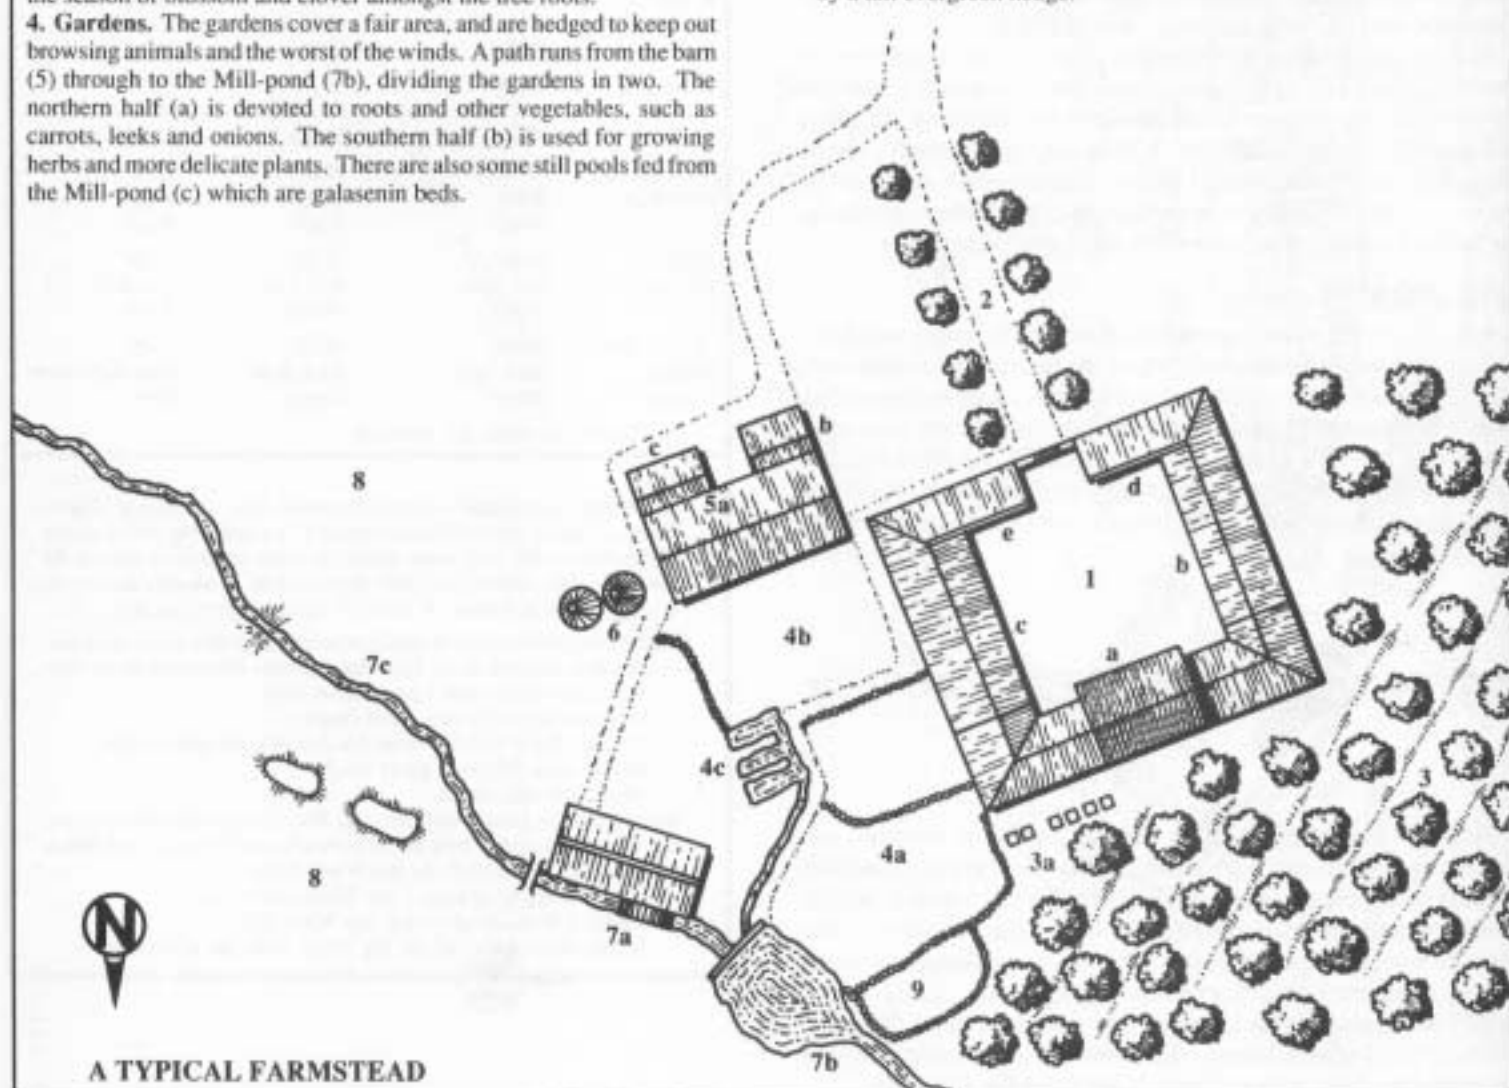 4. Gardens. The gardens cover a fair area, and are hedged to keep out
browsing animals and the worst of the winds. A path runs from the barn
(5) through to the Mill-pond (7b), dividing the gardens in two. The
northern half (a) is devoted to roots and other vegetables, such as
carrots, leeks and onions. The southern half (b) is used for growing
herbs and more delicate plants. There are also some still pools fed from
the Mill-pond (c) which are galasenin beds.
2
b
c
5a
d
e
8
1
b
6
4b
c
7c
a
4c
3
4a
3a
8
7a
N
9
7b
A TYPICAL FARMSTEAD